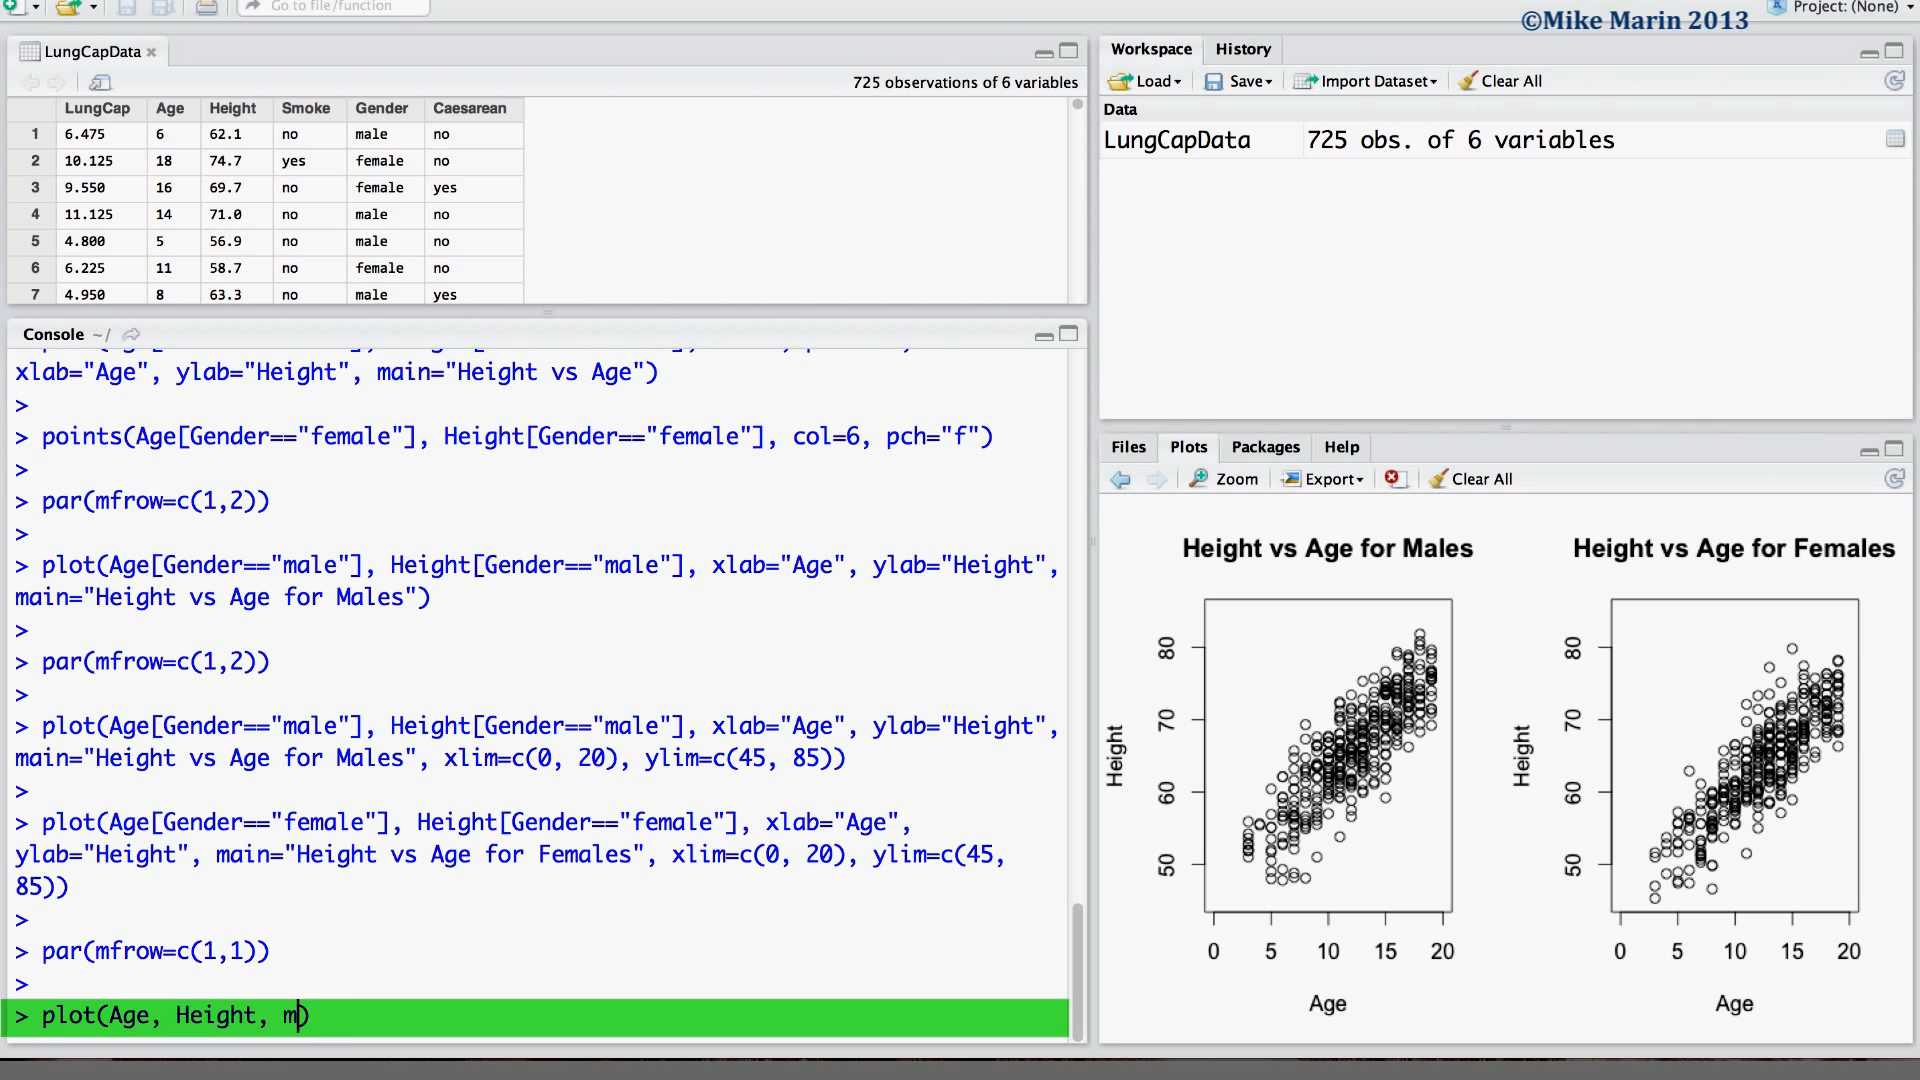 Go to file/function
Project: (None)
©Mike Marin 2013
LungCapData
725 observations of 6 variables
LungCap Age Height Smoke Gender Caesarean
1 6.475 6 62.1 no male no
2 10.125 18 74.7 yes female no
3 9.550 16 69.7 no female yes
4 11.125 14 71.0 no male no
5 4.800 5 56.9 no male no
6 6.225 11 58.7 no female no
7 4.950 8 63.3 no male yes
Console ~/
xlab="Age", ylab="Height", main="Height vs Age")
>
> points(Age[Gender=="female"], Height[Gender=="female"], col=6, pch="f")
>
> par(mfrow=c(1,2))
>
> plot(Age[Gender=="male"], Height[Gender=="male"], xlab="Age", ylab="Height",
main="Height vs Age for Males")
>
> par(mfrow=c(1,2))
>
> plot(Age[Gender=="male"], Height[Gender=="male"], xlab="Age", ylab="Height",
main="Height vs Age for Males", xlim=c(0, 20), ylim=c(45, 85))
>
> plot(Age[Gender=="female"], Height[Gender=="female"], xlab="Age",
ylab="Height", main="Height vs Age for Females", xlim=c(0, 20), ylim=c(45,
85))
>
> par(mfrow=c(1,1))
>
> plot(Age, Height, m)
Workspace History
Load Save Import Dataset Clear All
Data
LungCapData 725 obs. of 6 variables
Files Plots Packages Help
Zoom Export Clear All
Height vs Age for Males
Height
80
70
60
50
0 5 10 15 20
Age
Height vs Age for Females
Height
80
70
60
50
0 5 10 15 20
Age